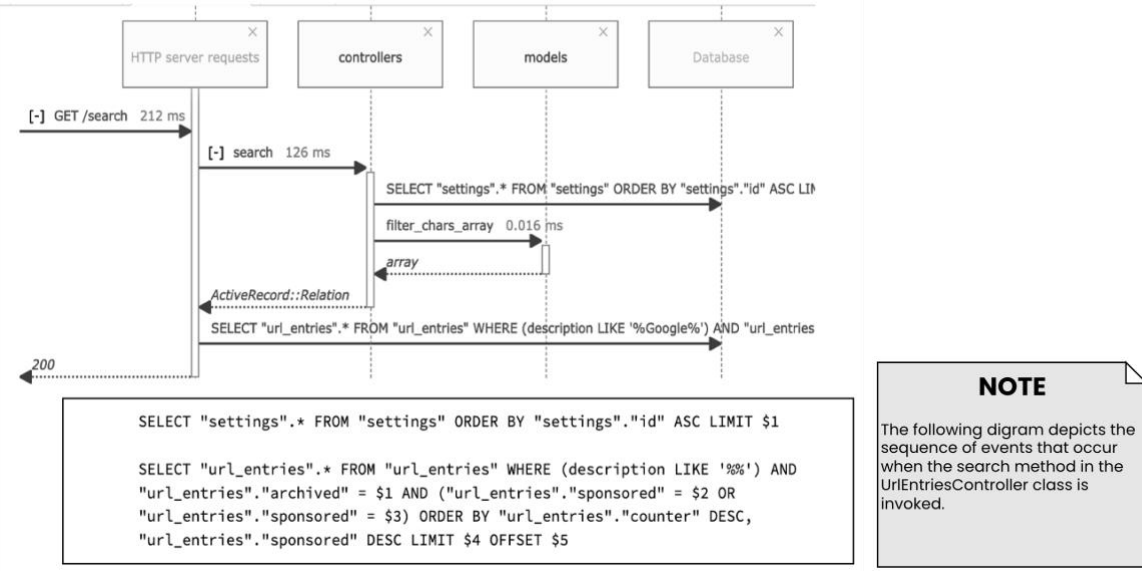 HTTP server requests
controllers
models
Database
[-] GET /search 212 ms
[-] search 126 ms
SELECT "settings".* FROM "settings" ORDER BY "settings"."id" ASC LIM
filter_chars_array 0.016 ms
array
ActiveRecord::Relation
SELECT "url_entries".* FROM "url_entries" WHERE (description LIKE '%Google%') AND "url_entries
200
SELECT "settings".* FROM "settings" ORDER BY "settings"."id" ASC LIMIT $1
SELECT "url_entries".* FROM "url_entries" WHERE (description LIKE '%%') AND
"url_entries"."archived" = $1 AND ("url_entries"."sponsored" = $2 OR
"url_entries"."sponsored" = $3) ORDER BY "url_entries"."counter" DESC,
"url_entries"."sponsored" DESC LIMIT $4 OFFSET $5
NOTE
The following digram depicts the
sequence of events that occur
when the search method in the
UrlEntriesController class is
invoked.